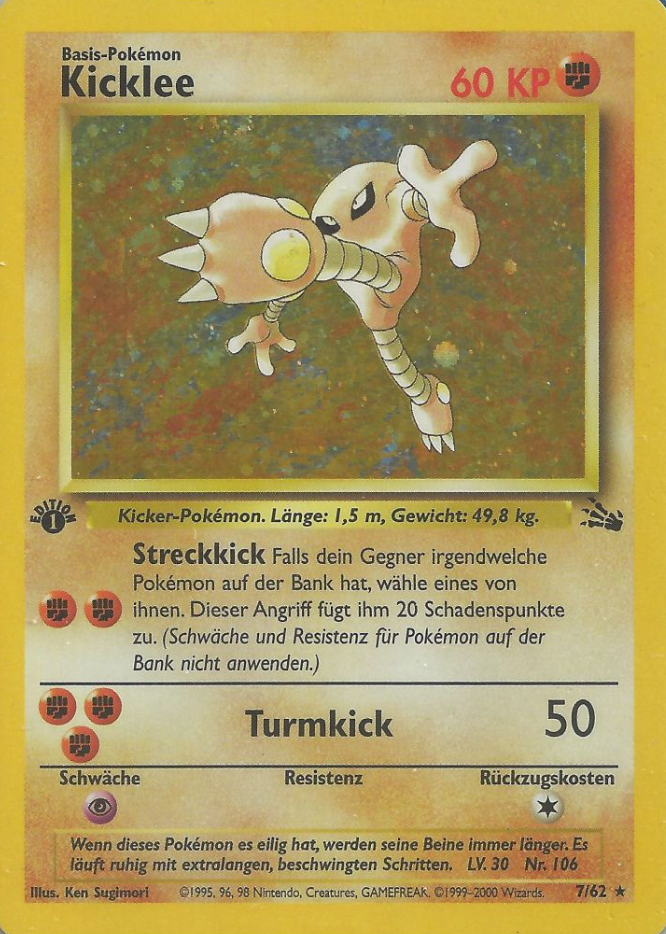 Basis-Pokémon
Kicklee
60 KP
EDITION
1
Kicker-Pokémon. Länge: 1,5 m, Gewicht: 49,8 kg.
Streckkick Falls dein Gegner irgendwelche
Pokémon auf der Bank hat, wähle eines von
ihnen. Dieser Angriff fügt ihm 20 Schadenspunkte
zu. (Schwäche und Resistenz für Pokémon auf der
Bank nicht anwenden.)
Turmkick 50
Schwäche Resistenz Rückzugskosten
Wenn dieses Pokémon es eilig hat, werden seine Beine immer länger. Es
läuft ruhig mit extralangen, beschwingten Schritten. LV. 30 Nr. 106
Illus. Ken Sugimori ©1995, 96, 98 Nintendo, Creatures, GAMEFREAK. ©1999-2000 Wizards. 7/62 ★